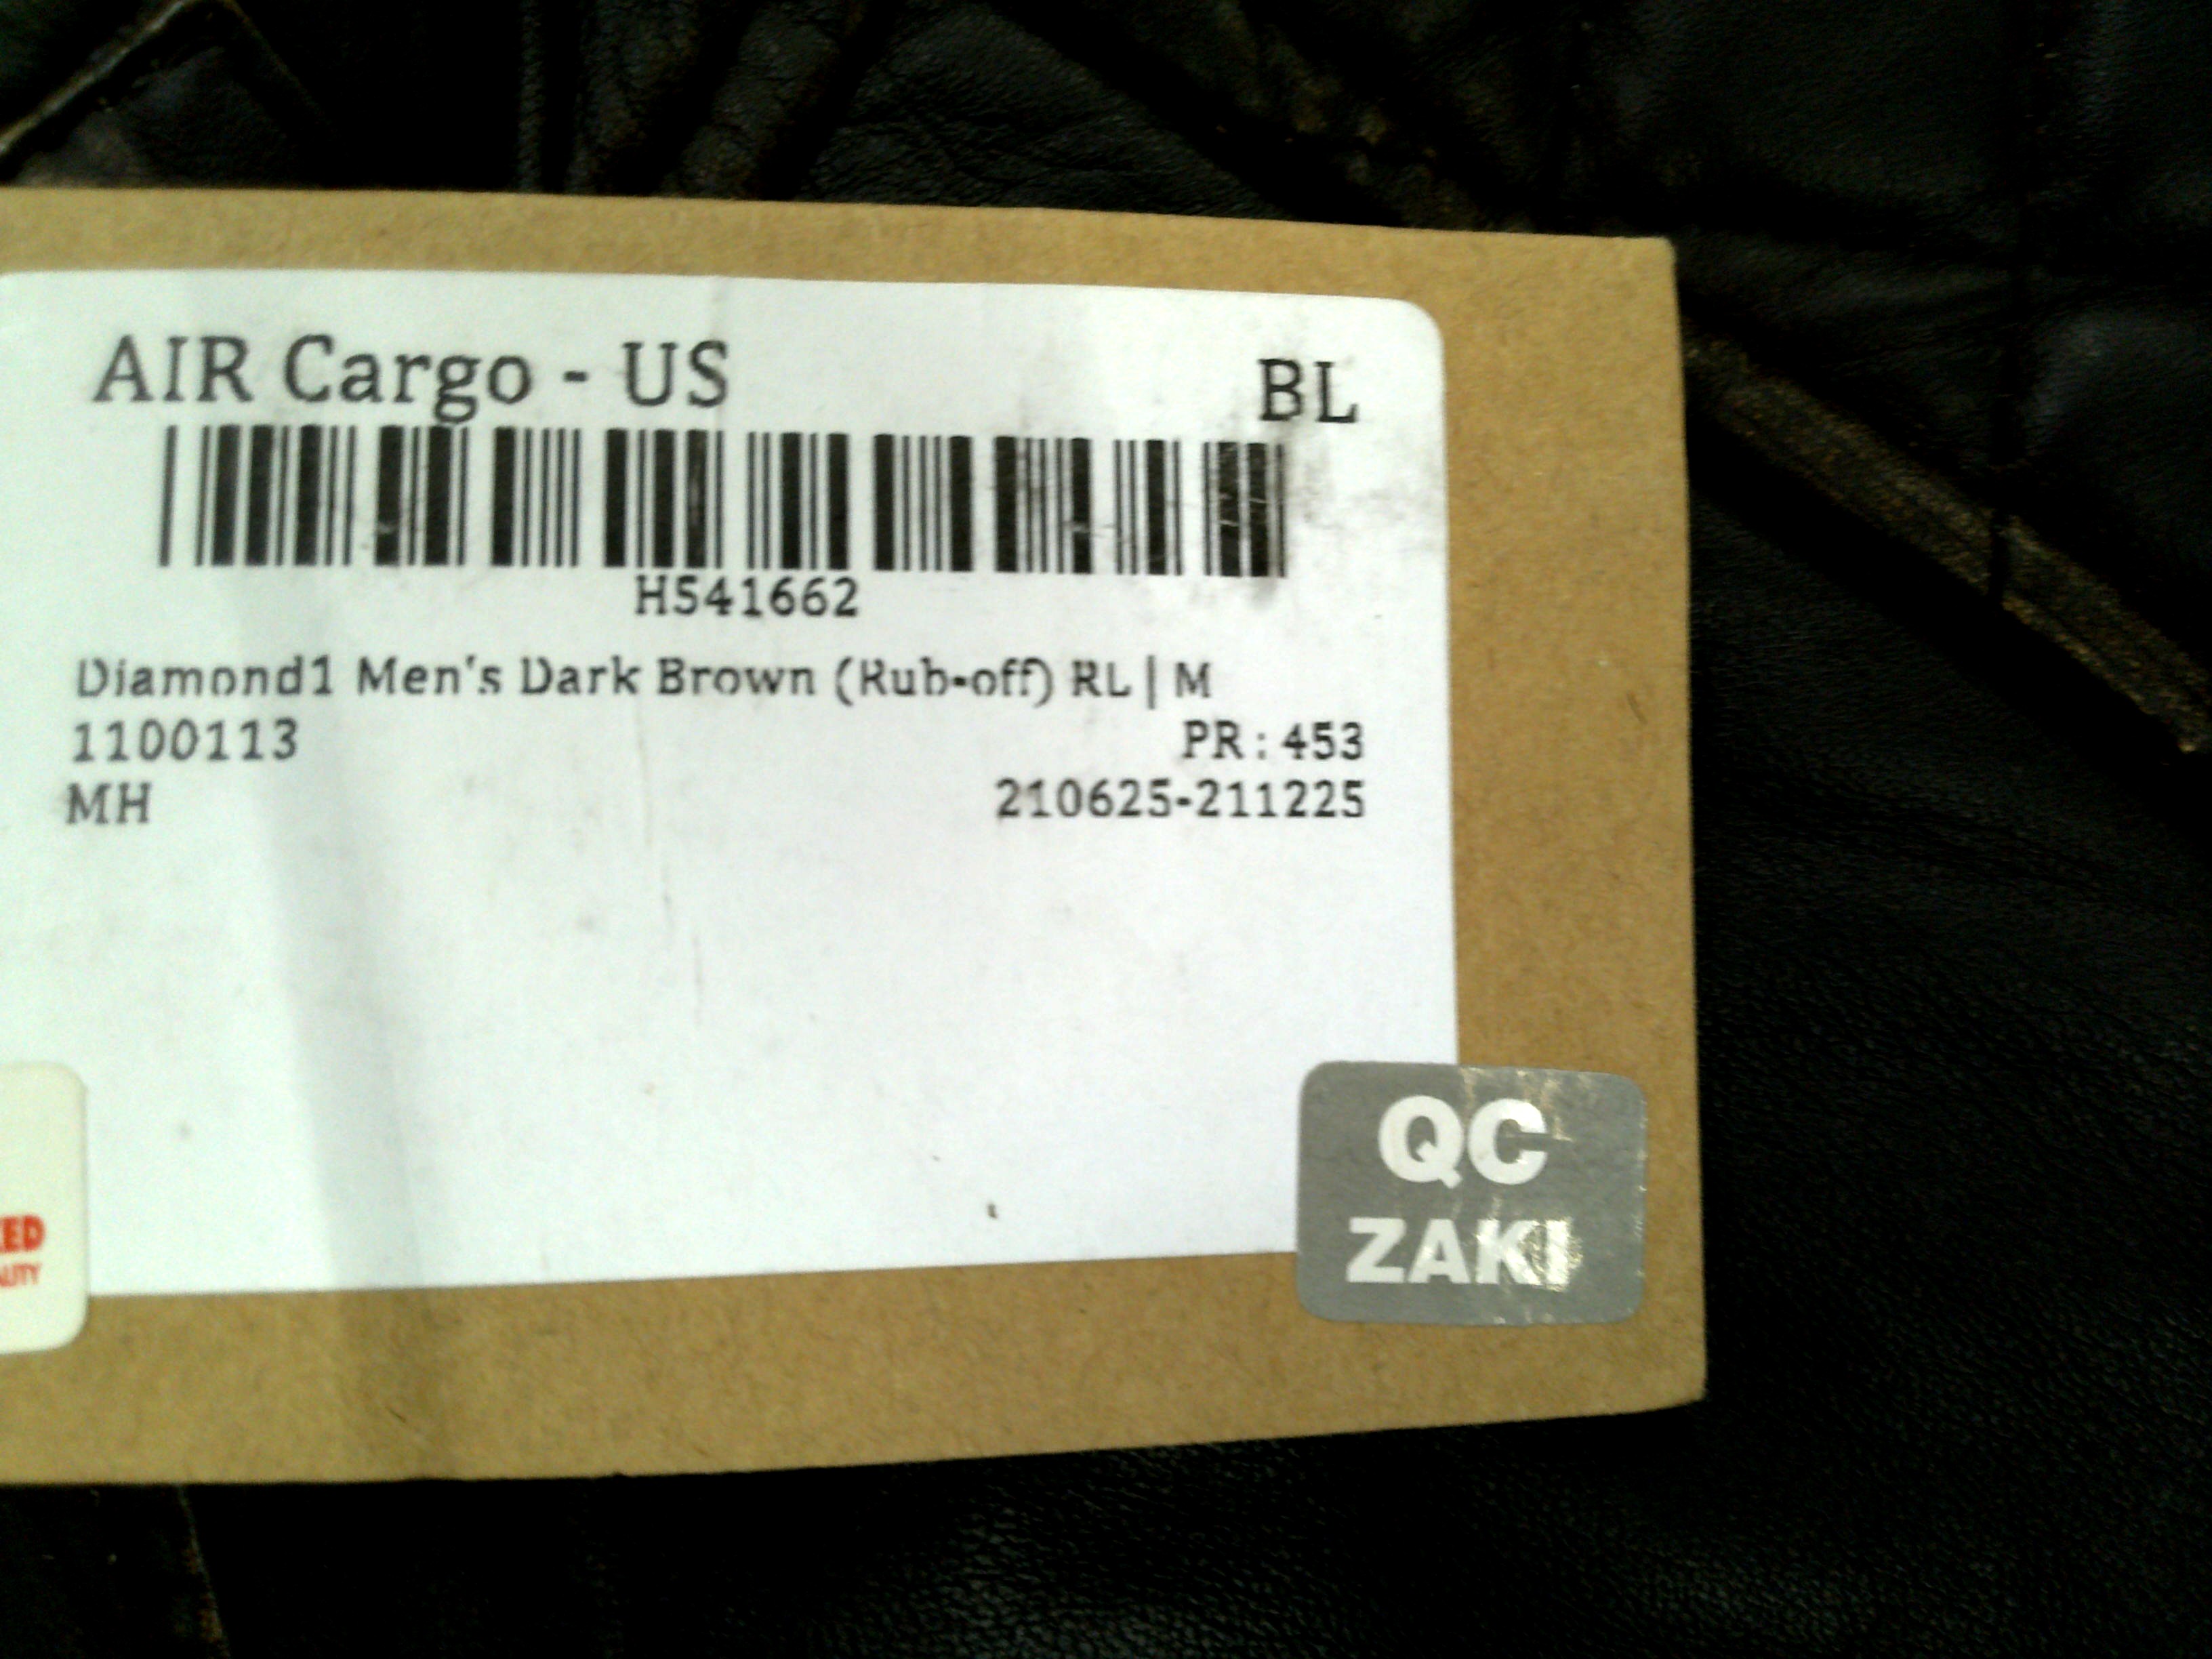 AIR Cargo - US BL
H541662
Diamond1 Men's Dark Brown (Rub-off) RL | M
1100113 PR : 453
MH 210625-211225
QC
ZAKI